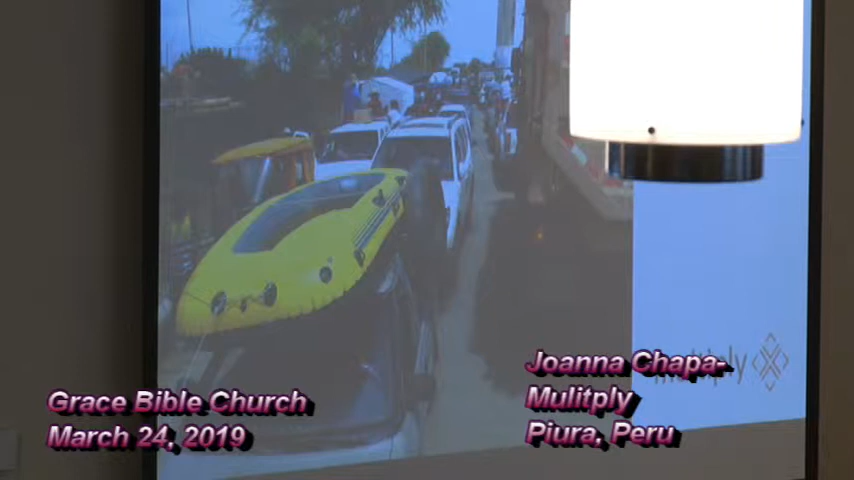 Grace Bible Church
March 24, 2019
Joanna Chapa-
Mulitply
Piura, Peru